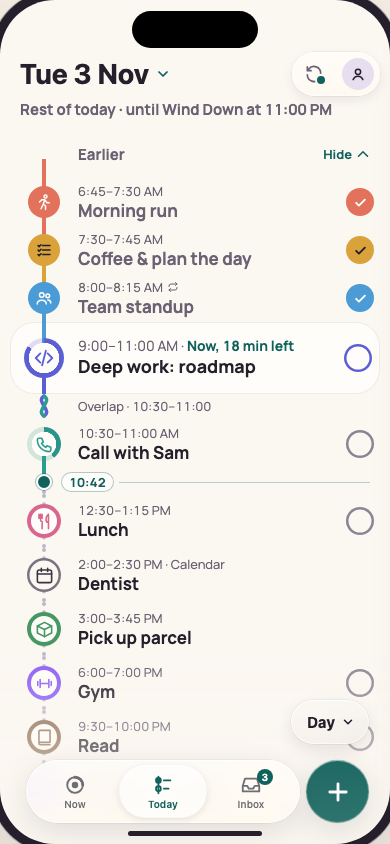 Tue 3 Nov
Rest of today · until Wind Down at 11:00 PM
Earlier
Hide
6:45–7:30 AM
Morning run
7:30–7:45 AM
Coffee & plan the day
8:00–8:15 AM
Team standup
9:00–11:00 AM · Now, 18 min left
Deep work: roadmap
Overlap · 10:30–11:00
10:30–11:00 AM
Call with Sam
10:42
12:30–1:15 PM
Lunch
2:00–2:30 PM · Calendar
Dentist
3:00–3:45 PM
Pick up parcel
6:00–7:00 PM
Gym
Day
9:30–10:00 PM
Read
3
Now
Today
Inbox